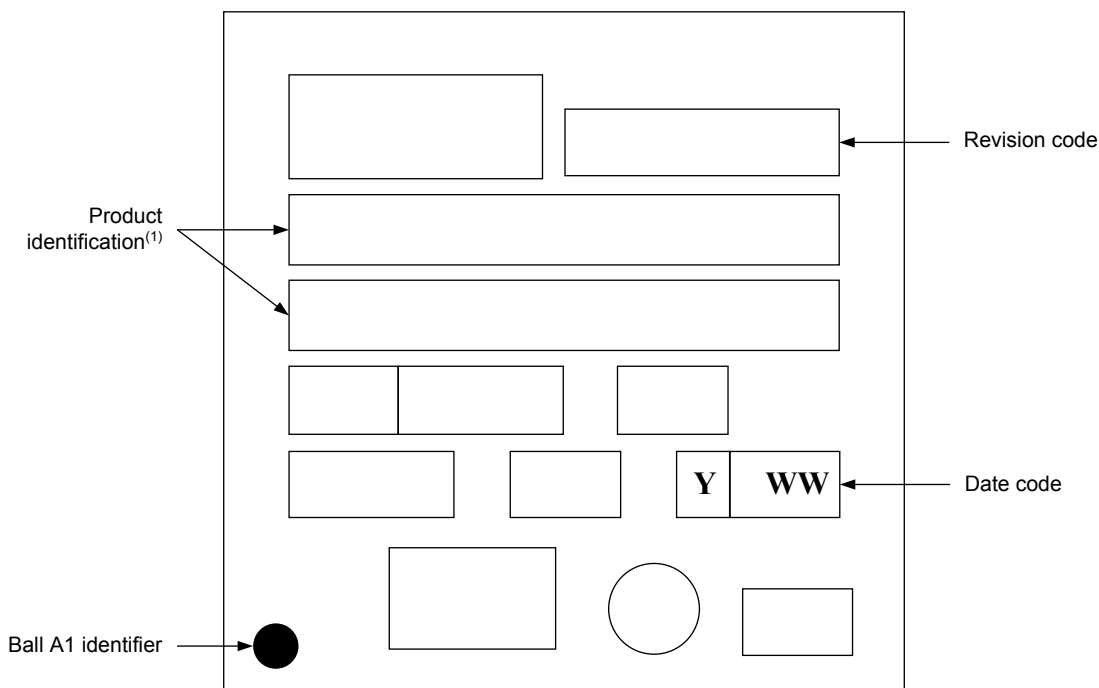 Revision code
Product
identification(1)
Y WW
Date code
Ball A1 identifier